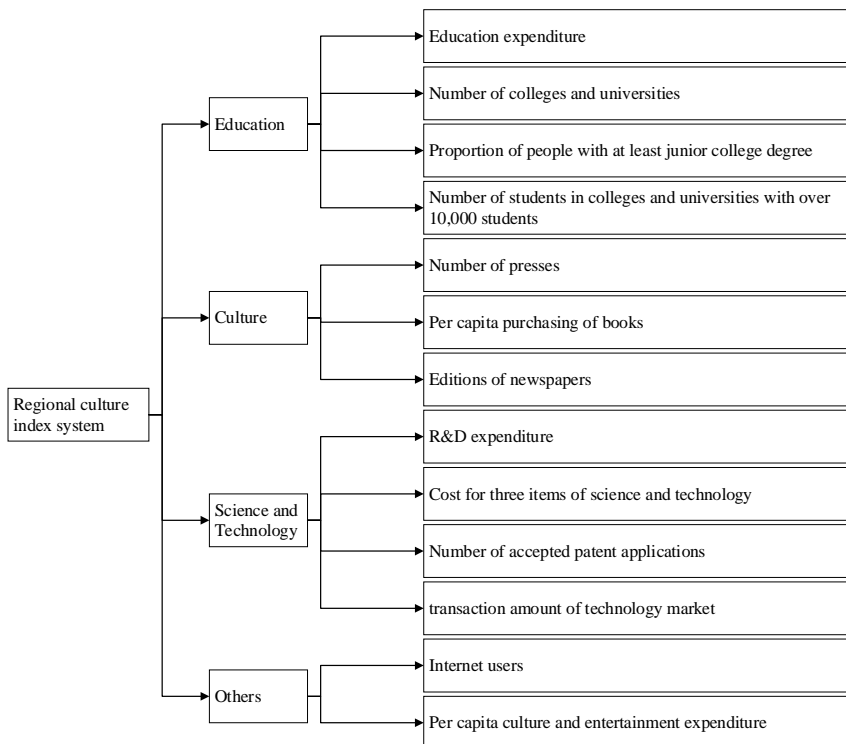 Regional culture
index system
Education
Education expenditure
Number of colleges and universities
Proportion of people with at least junior college degree
Number of students in colleges and universities with over
10,000 students
Culture
Number of presses
Per capita purchasing of books
Editions of newspapers
Science and
Technology
R&D expenditure
Cost for three items of science and technology
Number of accepted patent applications
transaction amount of technology market
Others
Internet users
Per capita culture and entertainment expenditure